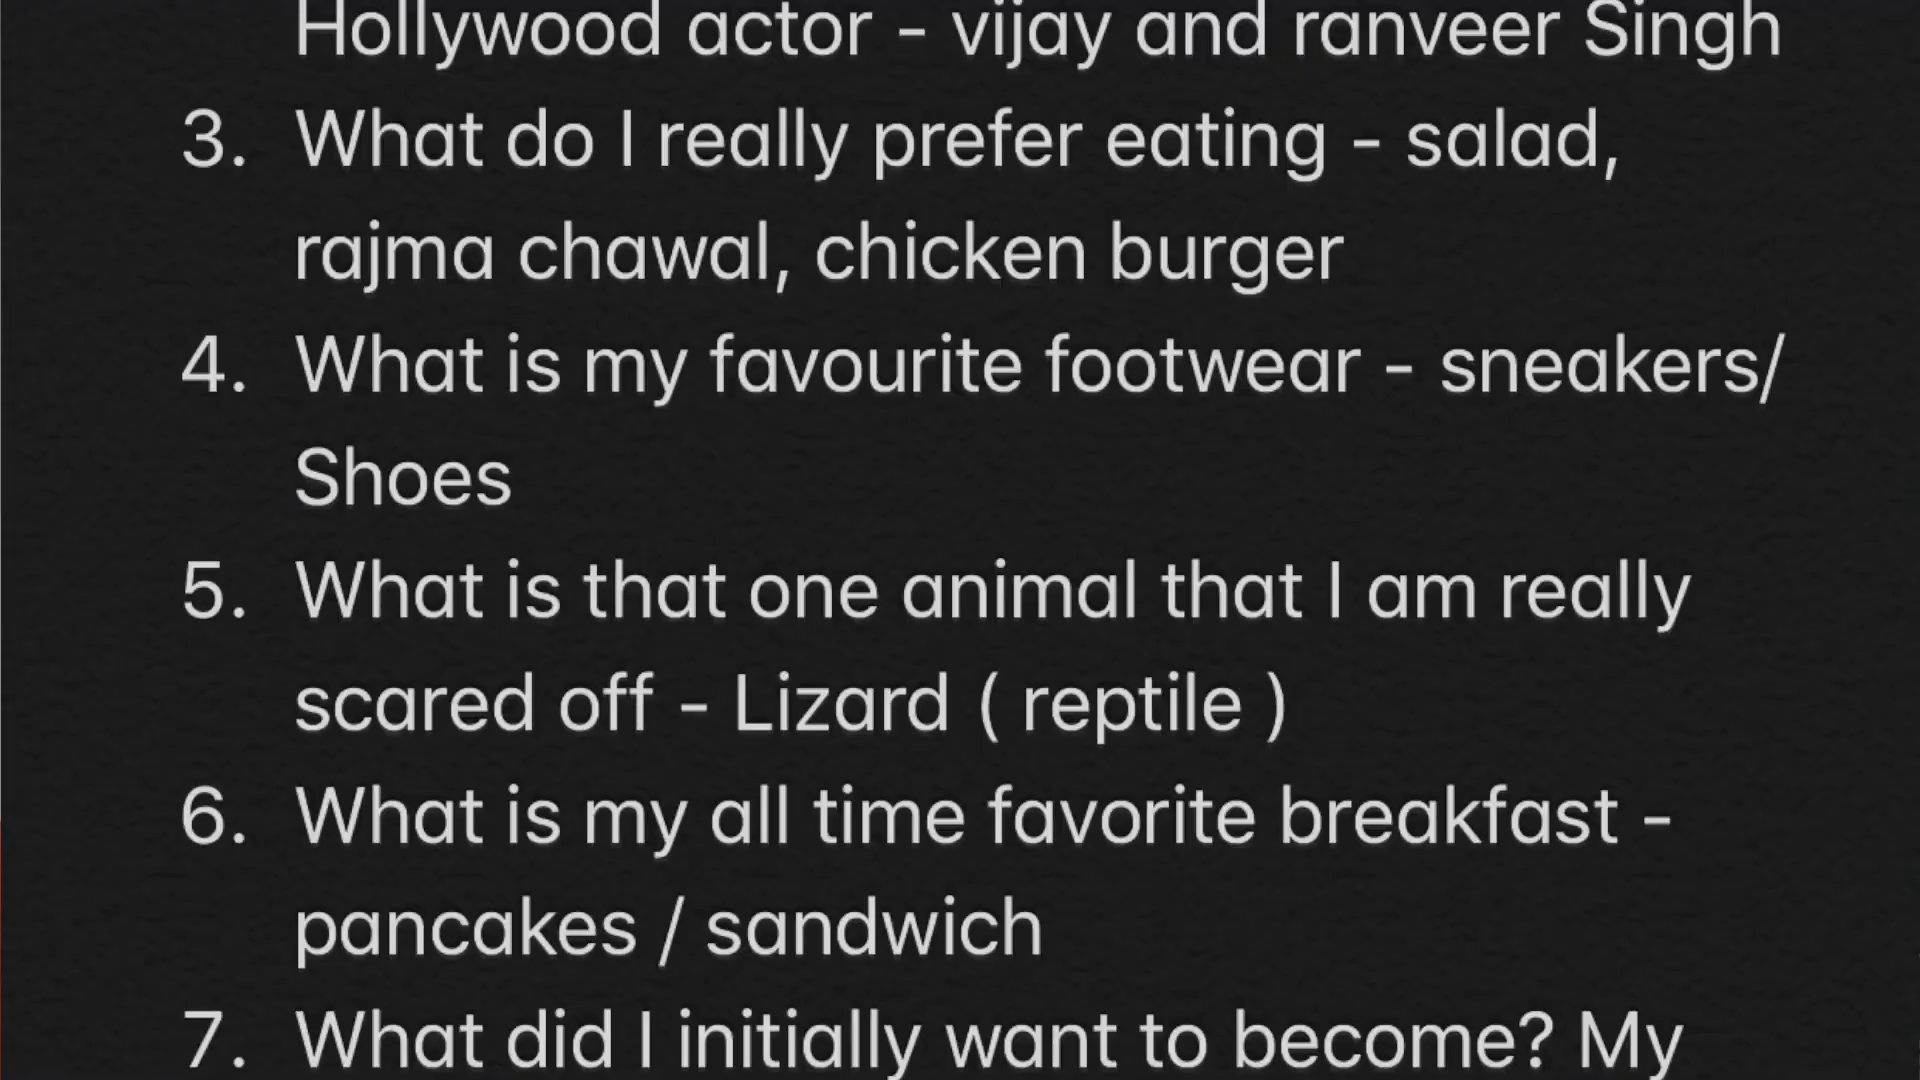 Hollywood actor - vijay and ranveer Singh
3. What do I really prefer eating - salad,
rajma chawal, chicken burger
4. What is my favourite footwear - sneakers/
Shoes
5. What is that one animal that I am really
scared off - Lizard ( reptile )
6. What is my all time favorite breakfast -
pancakes / sandwich
7. What did I initially want to become? My